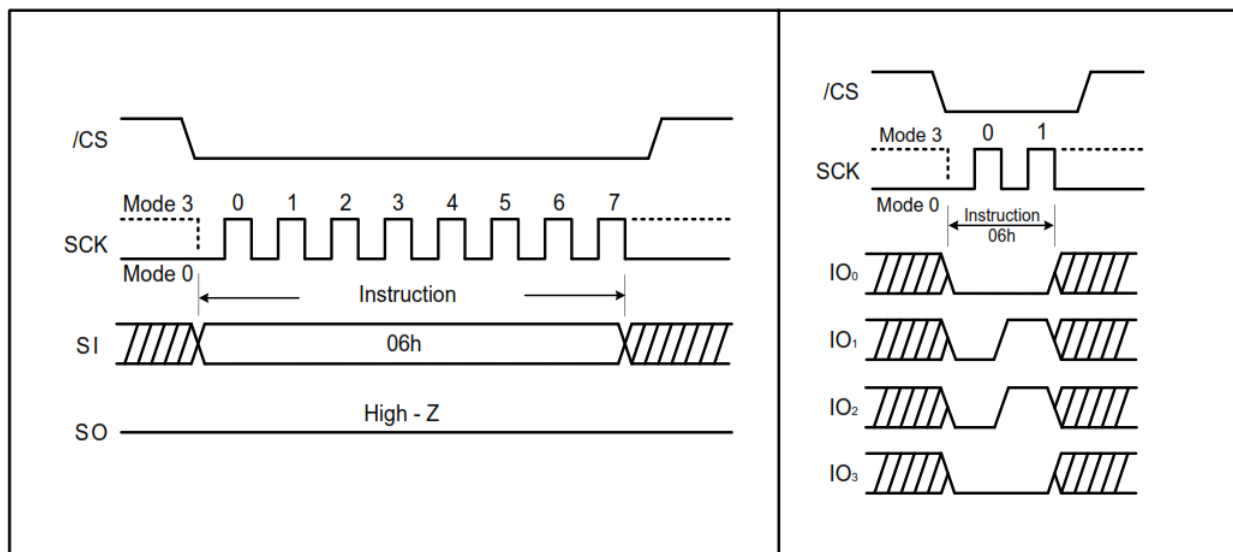 /CS
Mode 3 0 1 2 3 4 5 6 7
SCK
Mode 0
Instruction
SI 06h
High - Z
SO
/CS
Mode 3 0 1
SCK
Mode 0
Instruction
06h
IO₀
IO₁
IO₂
IO₃